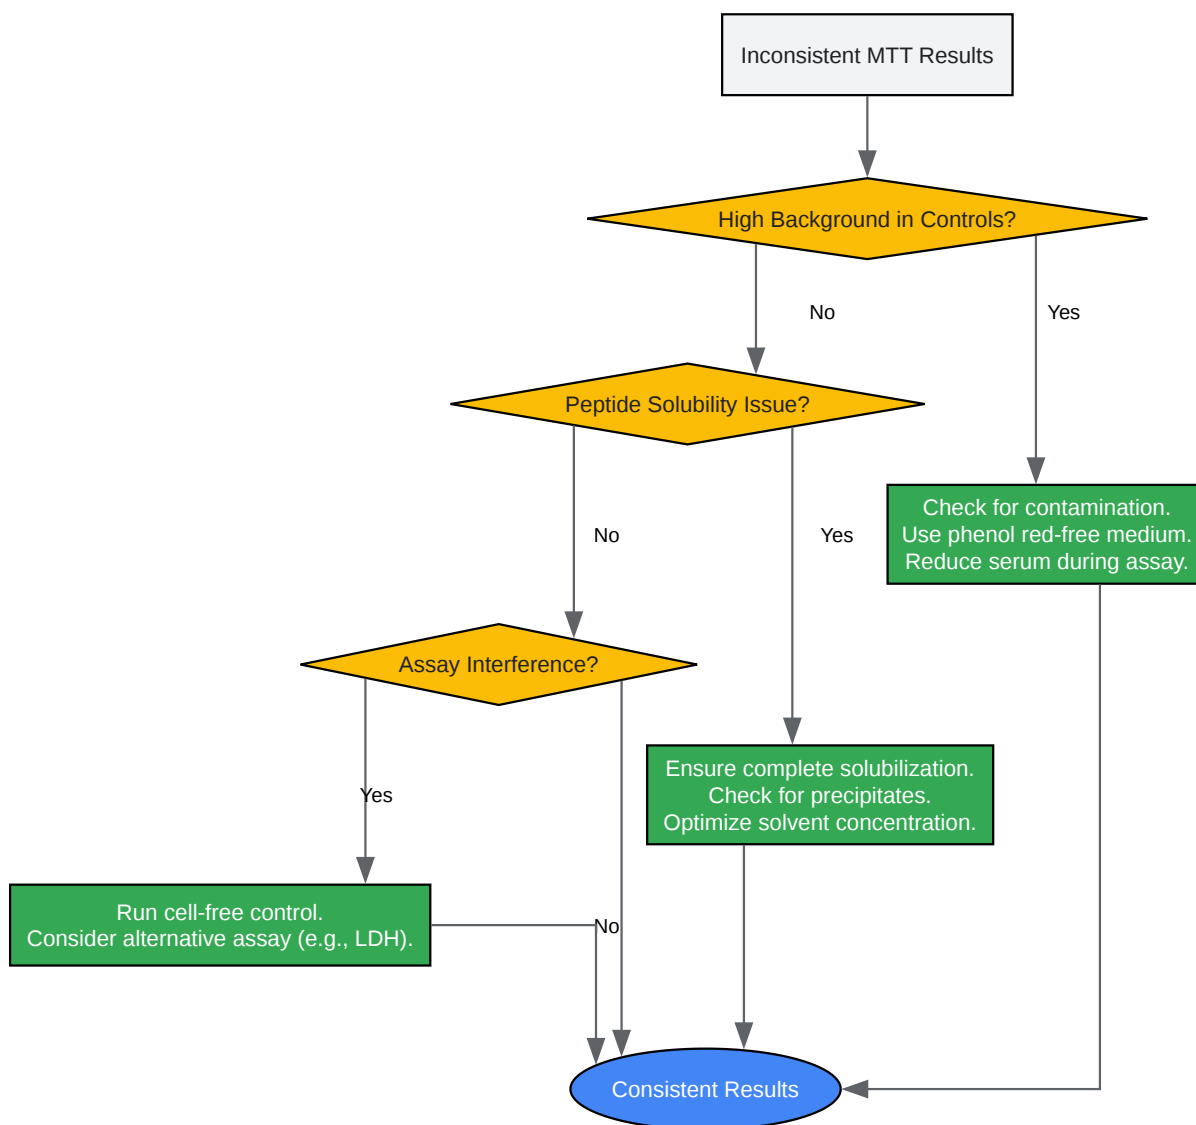 Inconsistent MTT Results
High Background in Controls?
No
Yes
Peptide Solubility Issue?
Check for contamination.
Use phenol red-free medium.
Reduce serum during assay.
No
Yes
Assay Interference?
Ensure complete solubilization.
Check for precipitates.
Optimize solvent concentration.
Yes
Run cell-free control.
Consider alternative assay (e.g., LDH).
No
Consistent Results